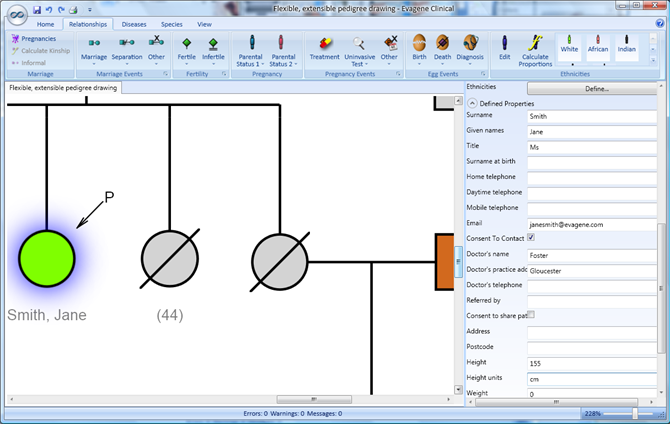 Flexible, extensible pedigree drawing - Evagene Clinical
Home Relationships Diseases Species View
Pregnancies
Calculate Kinship
Informal
Marriage
Marriage Separation Other
Marriage Events
Fertile Infertile
Fertility
Parental Status 1 Parental Status 2
Pregnancy
Treatment Uninvasive Test Other
Pregnancy Events
Birth Death Diagnosis
Egg Events
Edit Calculate Proportions White African Indian
Ethnicities
Flexible, extensible pedigree drawing
P
Smith, Jane
(44)
Ethnicities Define...
Defined Properties
Surname Smith
Given names Jane
Title Ms
Surname at birth
Home telephone
Daytime telephone
Mobile telephone
Email janesmith@evagene.com
Consent To Contact
Doctor's name Foster
Doctor's practice add Gloucester
Doctor's telephone
Referred by
Consent to share pat
Address
Postcode
Height 155
Height units cm
Weight 0
Errors: 0 Warnings: 0 Messages: 0
228%